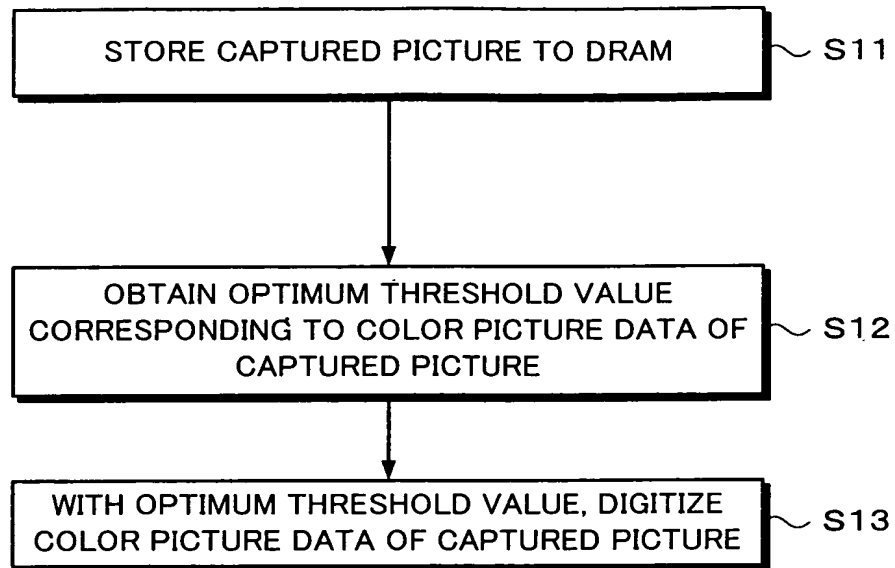 STORE CAPTURED PICTURE TO DRAM
S11
OBTAIN OPTIMUM THRESHOLD VALUE
CORRESPONDING TO COLOR PICTURE DATA OF
CAPTURED PICTURE
S12
WITH OPTIMUM THRESHOLD VALUE, DIGITIZE
COLOR PICTURE DATA OF CAPTURED PICTURE
S13